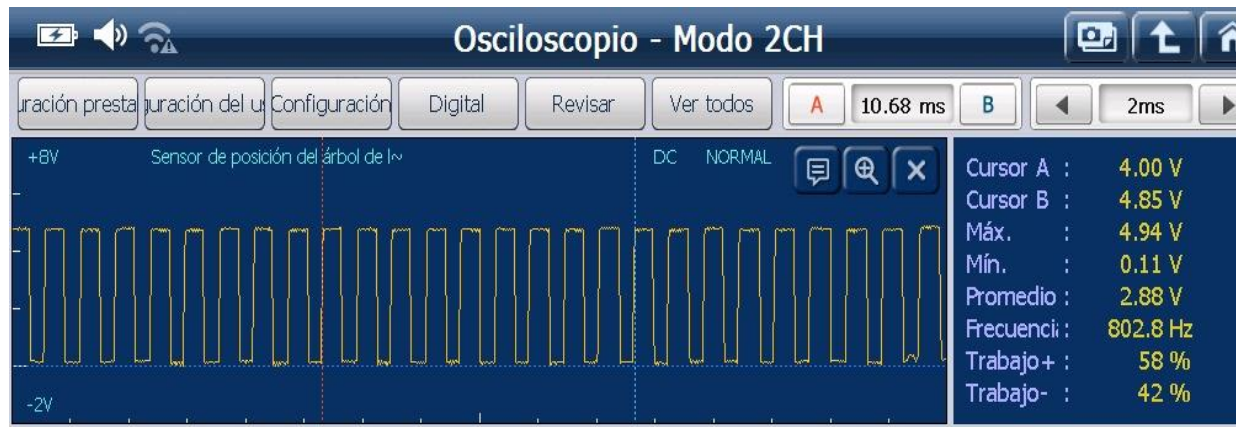 Osciloscopio - Modo 2CH
uración presta
uración del u
Configuración
Digital
Revisar
Ver todos
A
10.68 ms
B
2ms
+8V
Sensor de posición del árbol de l~
DC
NORMAL
-2V
Cursor A : 4.00 V
Cursor B : 4.85 V
Máx. : 4.94 V
Mín. : 0.11 V
Promedio : 2.88 V
Frecuenci: 802.8 Hz
Trabajo+ : 58 %
Trabajo- : 42 %